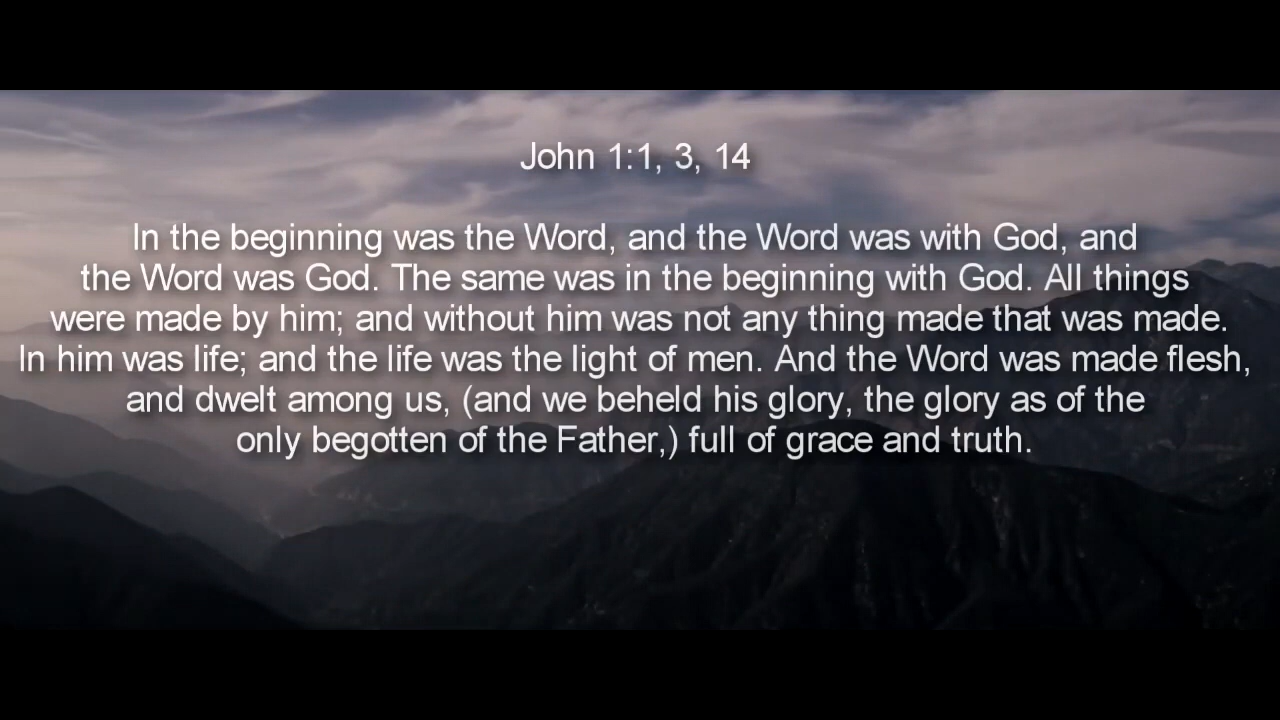 John 1:1, 3, 14
In the beginning was the Word, and the Word was with God, and
the Word was God. The same was in the beginning with God. All things
were made by him; and without him was not any thing made that was made.
In him was life; and the life was the light of men. And the Word was made flesh,
and dwelt among us, (and we beheld his glory, the glory as of the
only begotten of the Father,) full of grace and truth.